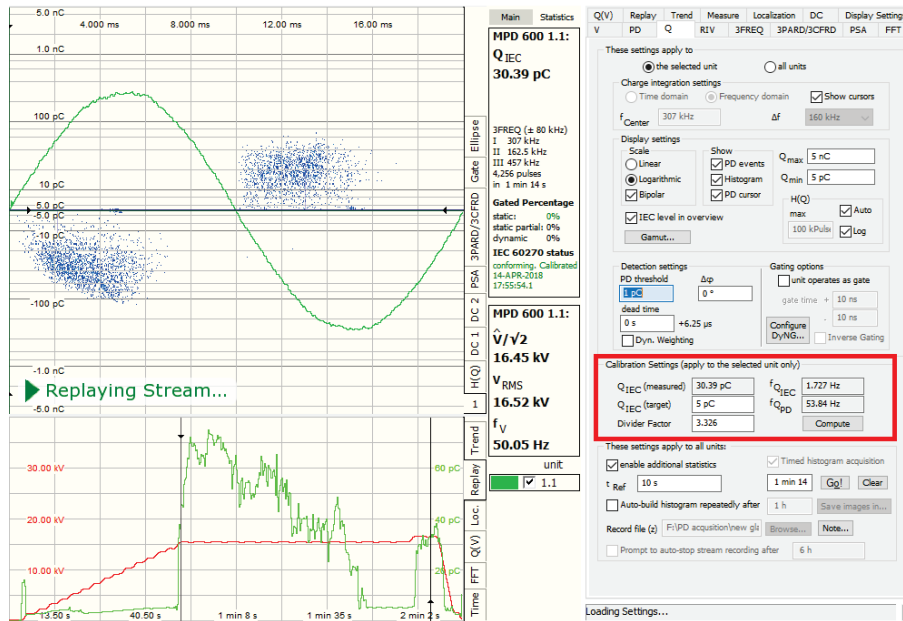 5.0 nC
4.000 ms
8.000 ms
12.00 ms
16.00 ms
1.0 nC
100 pC
10 pC
5.0 pC
-5.0 pC
-10 pC
-100 pC
-1.0 nC
Replaying Stream...
-5.0 nC
Ellipse
Gate
3PARD/3CFRD
PSA
DC 2
DC 1
H(Q)
1
30.00 kV
20.00 kV
10.00 kV
60 pC
40 pC
20 pC
13.50 s
40.50 s
1 min 8 s
1 min 35 s
2 min 2 s
Trend
Replay
Loc.
Q(V)
FFT
Time
Main
Statistics
MPD 600 1.1:
Q IEC
30.39 pC
3FREQ (± 80 kHz)
I 307 kHz
II 162.5 kHz
III 457 kHz
4,256 pulses
in 1 min 14 s
Gated Percentage
static: 0%
static partial: 0%
dynamic 0%
IEC 60270 status
conforming. Calibrated
14-APR-2018
17:55:54.1
MPD 600 1.1:
V̂/√2
16.45 kV
V RMS
16.52 kV
f V
50.05 Hz
unit
1.1
Q(V) Replay Trend Measure Localization DC Display Setting
V PD Q RIV 3FREQ 3PARD/3CFRD PSA FFT
These settings apply to
the selected unit
all units
Charge integration settings
Time domain
Frequency domain
Show cursors
f Center 307 kHz
Δf 160 kHz
Display settings
Scale
Linear
Logarithmic
Bipolar
Show
PD events
Histogram
PD cursor
Q max 5 nC
Q min 5 pC
H(Q)
max
Auto
100 kPuls
Log
IEC level in overview
Gamut...
Detection settings
PD threshold
1 pC
Δφ
0 °
dead time
0 s
+6.25 µs
Dyn. Weighting
Gating options
unit operates as gate
gate time + 10 ns
- 10 ns
Configure
DyNG...
Inverse Gating
Calibration Settings (apply to the selected unit only)
Q IEC (measured) 30.39 pC
f Q IEC 1.727 Hz
Q IEC (target) 5 pC
f Q PD 53.84 Hz
Divider Factor 3.326
Compute
These settings apply to all units:
enable additional statistics
Timed histogram acquisition
t Ref 10 s
1 min 14
Go!
Clear
Auto-build histogram repeatedly after 1 h
Save images in...
Record file (z) F:\PD acqusition\new gla
Browse...
Note...
Prompt to auto-stop stream recording after 6 h
Loading Settings...